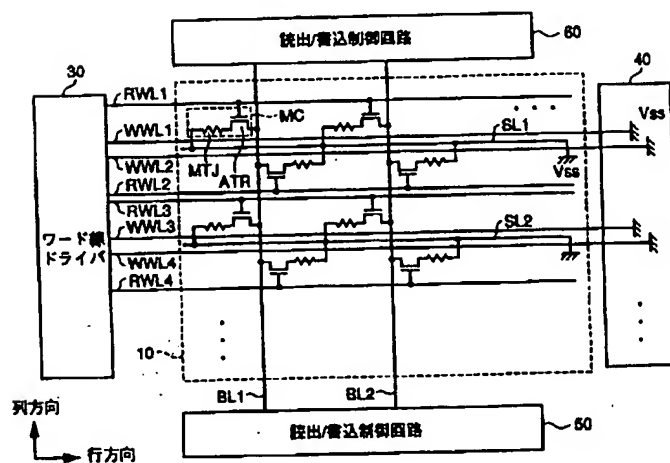 読出/書込制御回路
60
30
40
RWL1
MC
Vss
WWL1
SL1
WWL2
MTJ
ATR
Vss
RWL2
RWL3
WWL3
SL2
ワード線
ドライバ
WWL4
RWL4
10
BL1
BL2
50
読出/書込制御回路
列方向
行方向